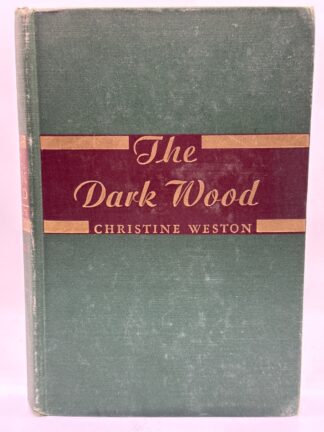 The
Dark Wood
CHRISTINE WESTON